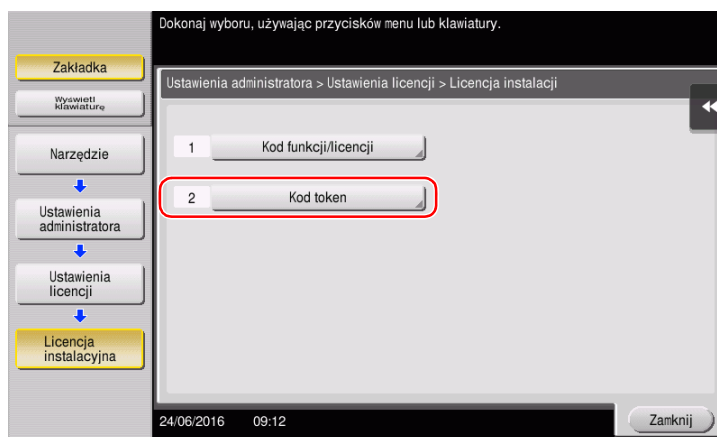 Dokonaj wyboru, używając przycisków menu lub klawiatury.
Zakładka
Wyświetl
klawiaturę
Ustawienia administratora > Ustawienia licencji > Licencja instalacji
Narzędzie
1 Kod funkcji/licencji
2 Kod token
Ustawienia
administratora
Ustawienia
licencji
Licencja
instalacyjna
24/06/2016 09:12
Zamknij